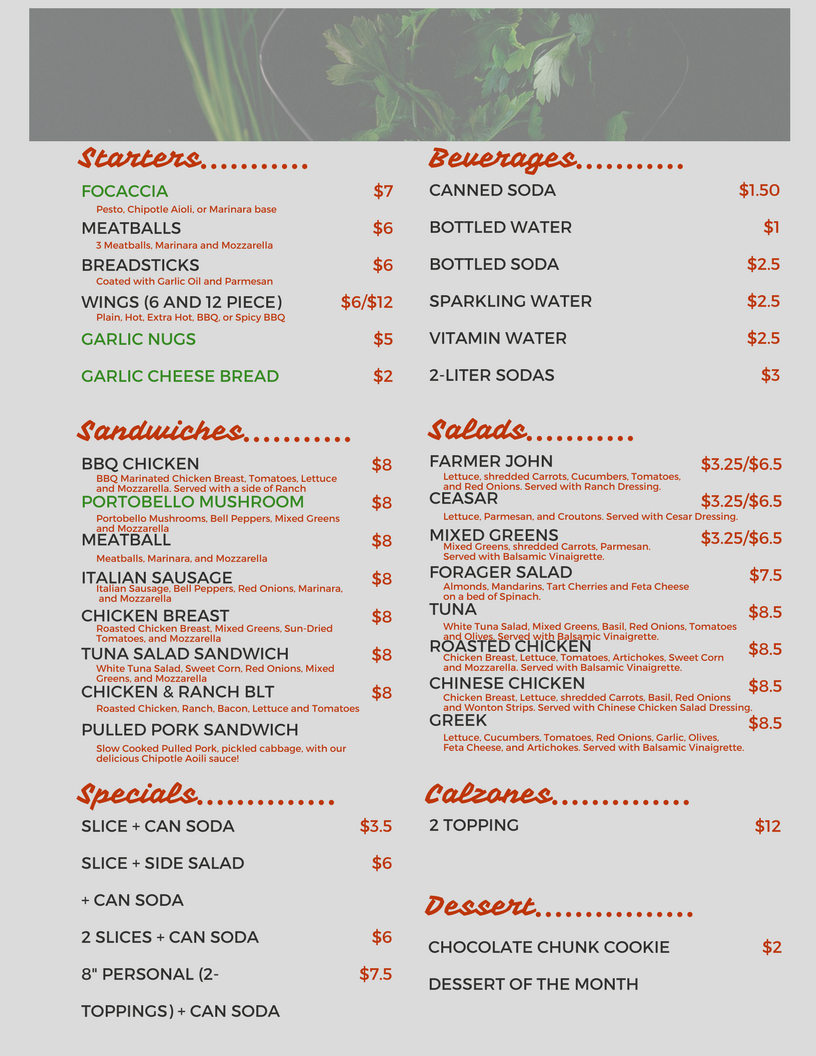 Starters...........
FOCACCIA $7
Pesto, Chipotle Aioli, or Marinara base
MEATBALLS $6
3 Meatballs, Marinara and Mozzarella
BREADSTICKS $6
Coated with Garlic Oil and Parmesan
WINGS (6 AND 12 PIECE) $6/$12
Plain, Hot, Extra Hot, BBQ, or Spicy BBQ
GARLIC NUGS $5
GARLIC CHEESE BREAD $2
Sandwiches...........
BBQ CHICKEN $8
BBQ Marinated Chicken Breast, Tomatoes, Lettuce
and Mozzarella. Served with a side of Ranch
PORTOBELLO MUSHROOM $8
Portobello Mushrooms, Bell Peppers, Mixed Greens
and Mozzarella
MEATBALL $8
Meatballs, Marinara, and Mozzarella
ITALIAN SAUSAGE $8
Italian Sausage, Bell Peppers, Red Onions, Marinara,
and Mozzarella
CHICKEN BREAST $8
Roasted Chicken Breast, Mixed Greens, Sun-Dried
Tomatoes, and Mozzarella
TUNA SALAD SANDWICH $8
White Tuna Salad, Sweet Corn, Red Onions, Mixed
Greens, and Mozzarella
CHICKEN & RANCH BLT $8
Roasted Chicken, Ranch, Bacon, Lettuce and Tomatoes
PULLED PORK SANDWICH
Slow Cooked Pulled Pork, pickled cabbage, with our
delicious Chipotle Aoili sauce!
Specials..............
SLICE + CAN SODA $3.5
SLICE + SIDE SALAD $6
+ CAN SODA
2 SLICES + CAN SODA $6
8" PERSONAL (2- $7.5
TOPPINGS) + CAN SODA
Beverages...........
CANNED SODA $1.50
BOTTLED WATER $1
BOTTLED SODA $2.5
SPARKLING WATER $2.5
VITAMIN WATER $2.5
2-LITER SODAS $3
Salads...........
FARMER JOHN $3.25/$6.5
Lettuce, shredded Carrots, Cucumbers, Tomatoes,
and Red Onions. Served with Ranch Dressing.
CEASAR $3.25/$6.5
Lettuce, Parmesan, and Croutons. Served with Cesar Dressing.
MIXED GREENS $3.25/$6.5
Mixed Greens, shredded Carrots, Parmesan.
Served with Balsamic Vinaigrette.
FORAGER SALAD $7.5
Almonds, Mandarins, Tart Cherries and Feta Cheese
on a bed of Spinach.
TUNA $8.5
White Tuna Salad, Mixed Greens, Basil, Red Onions, Tomatoes
and Olives. Served with Balsamic Vinaigrette.
ROASTED CHICKEN $8.5
Chicken Breast, Lettuce, Tomatoes, Artichokes, Sweet Corn
and Mozzarella. Served with Balsamic Vinaigrette.
CHINESE CHICKEN $8.5
Chicken Breast, Lettuce, shredded Carrots, Basil, Red Onions
and Wonton Strips. Served with Chinese Chicken Salad Dressing.
GREEK $8.5
Lettuce, Cucumbers, Tomatoes, Red Onions, Garlic, Olives,
Feta Cheese, and Artichokes. Served with Balsamic Vinaigrette.
Calzones..............
2 TOPPING $12
Dessert................
CHOCOLATE CHUNK COOKIE $2
DESSERT OF THE MONTH